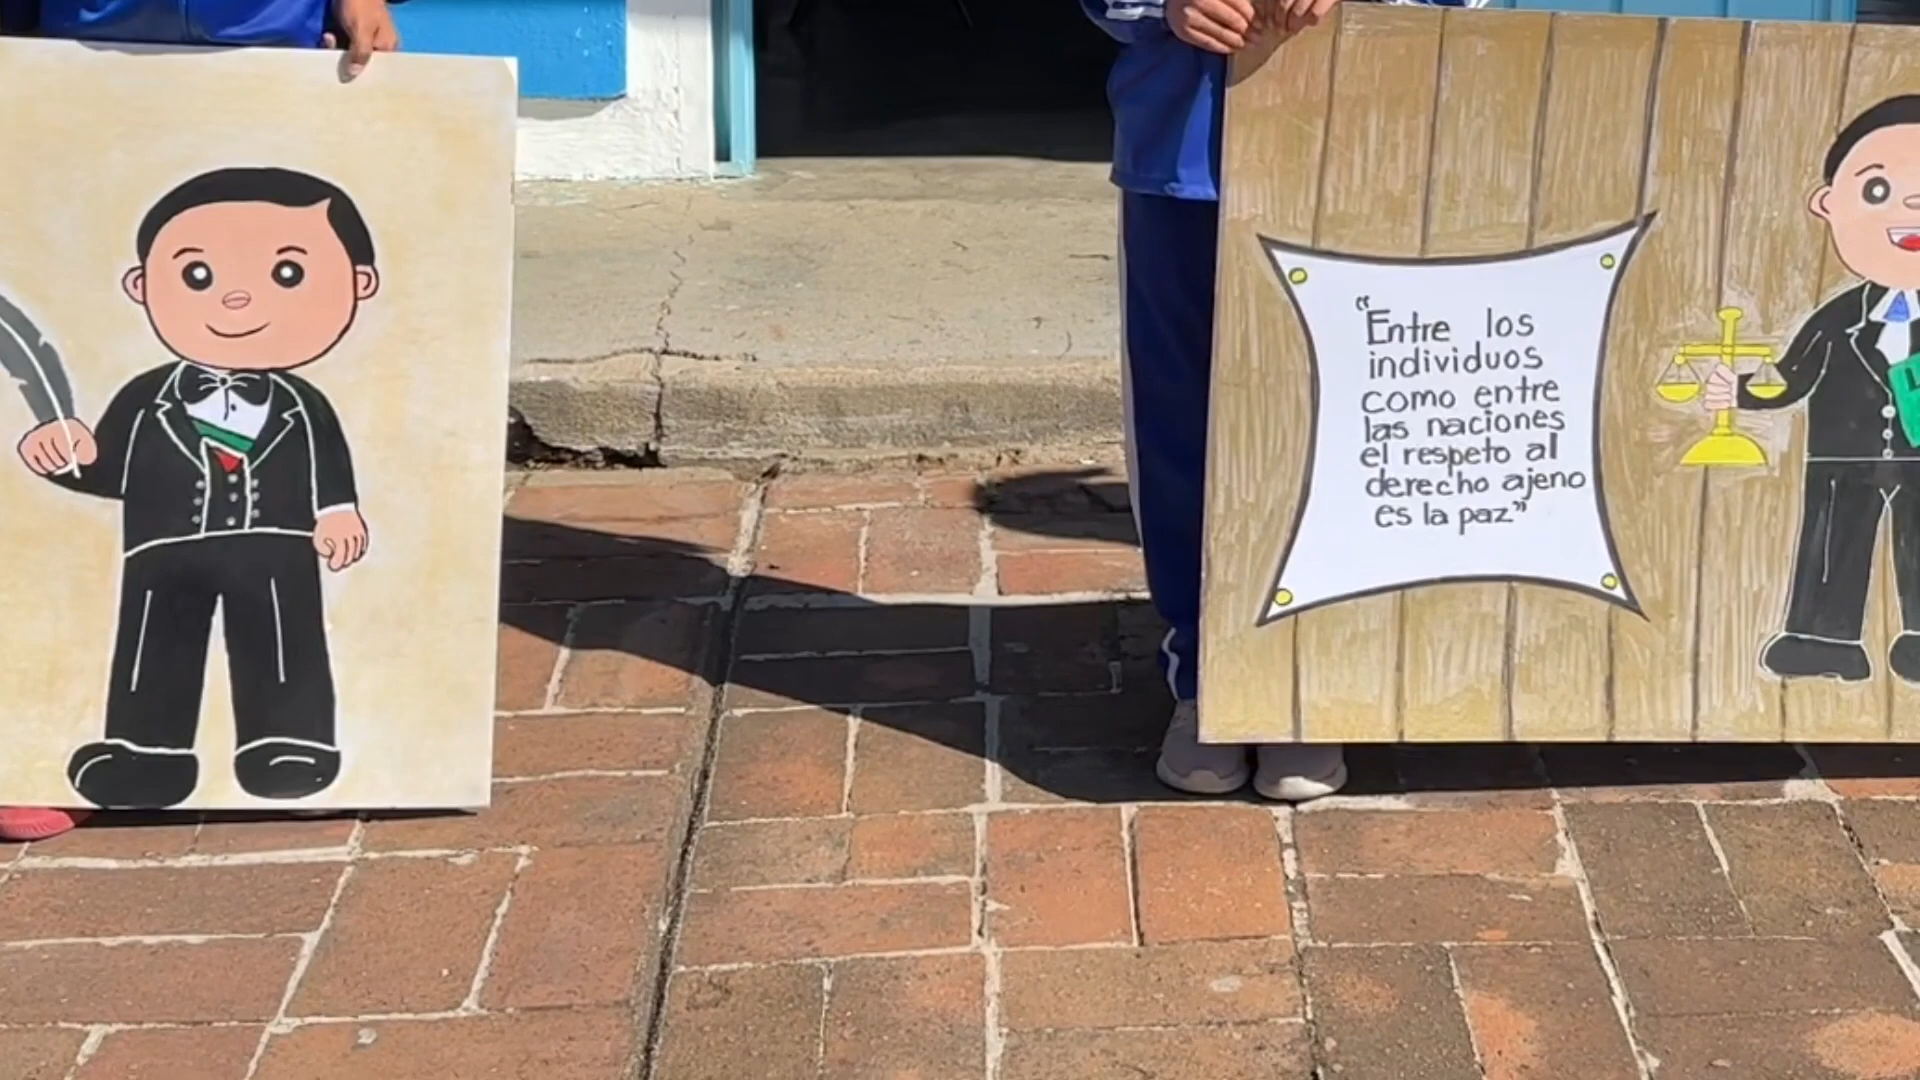 “Entre los
individuos
como entre
las naciones
el respeto al
derecho ajeno
es la paz”